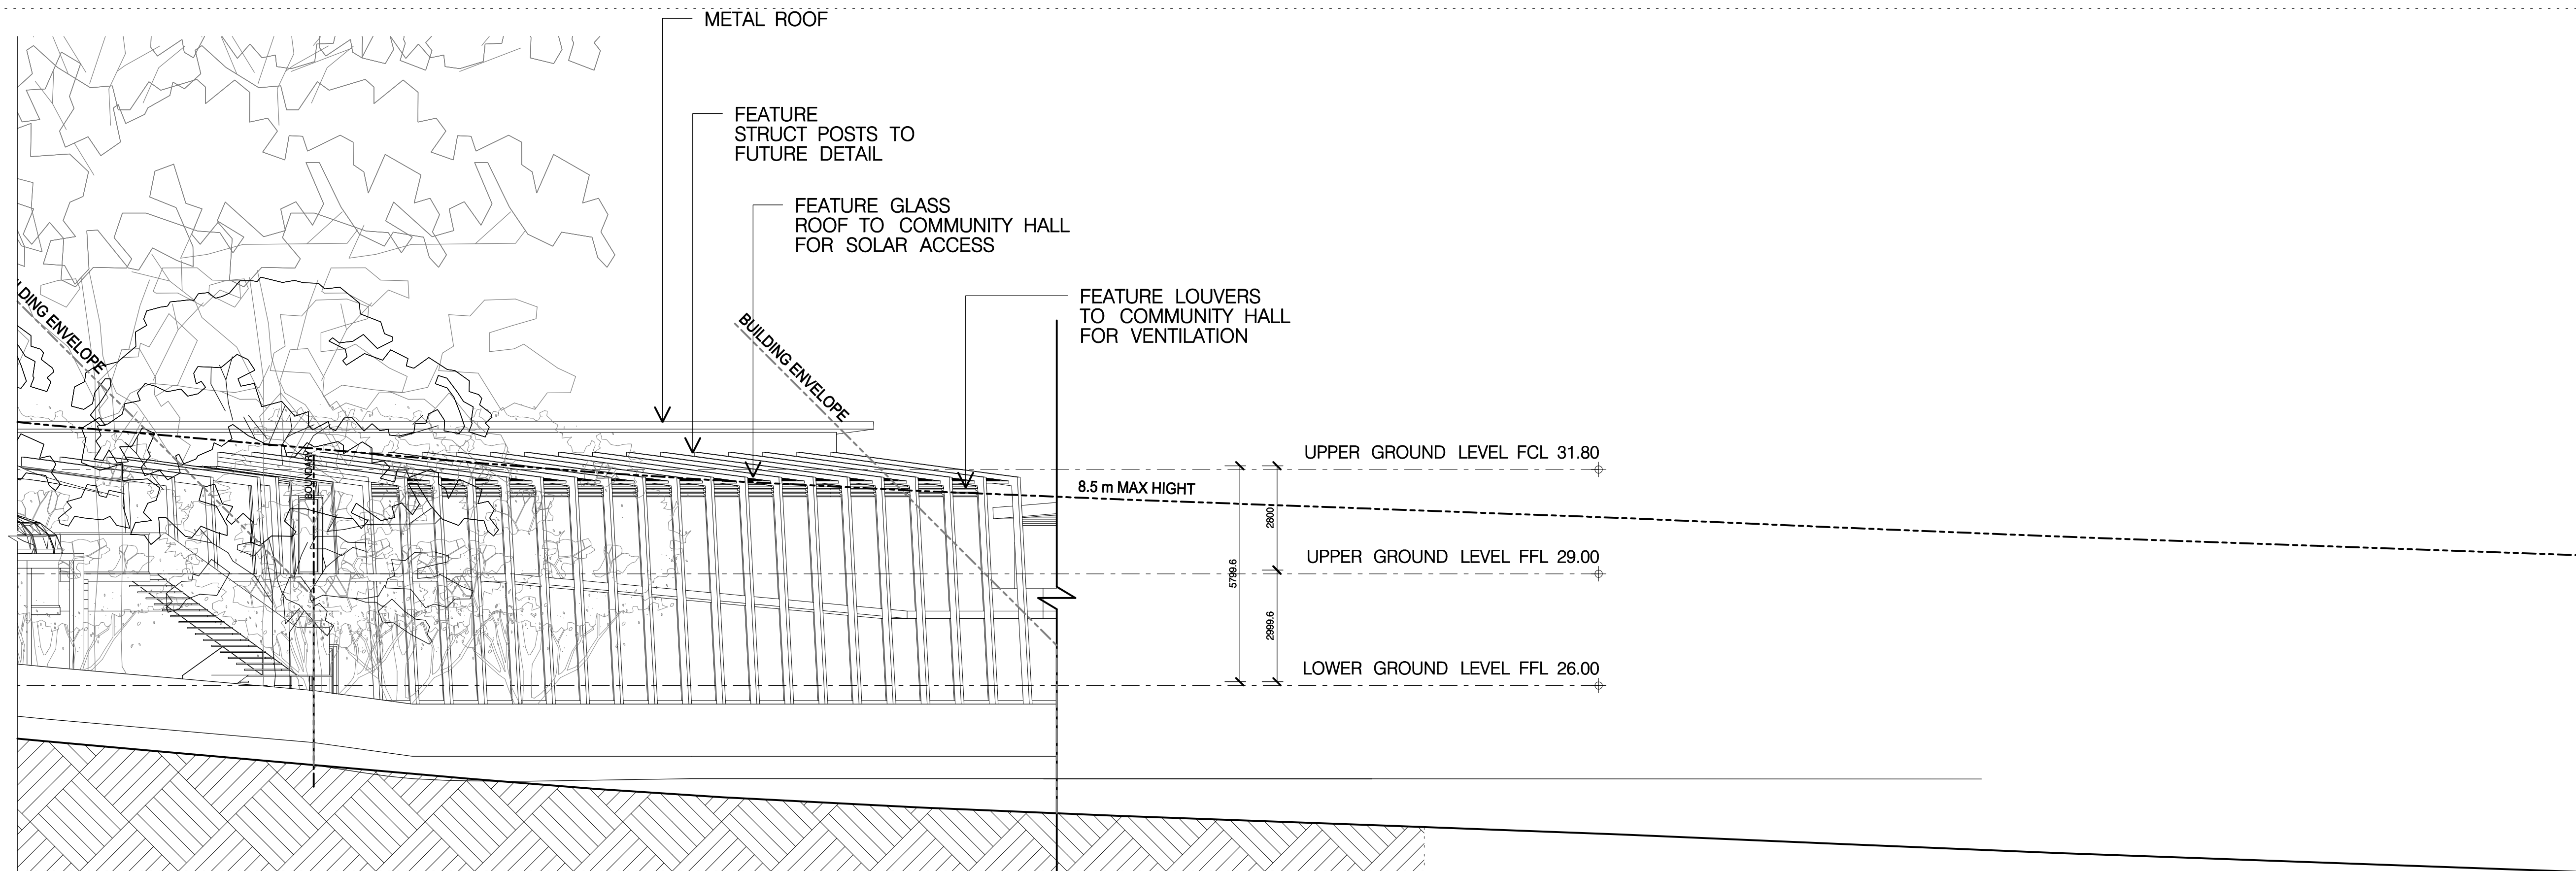 METAL ROOF
FEATURE
STRUCT POSTS TO
FUTURE DETAIL
FEATURE GLASS
ROOF TO COMMUNITY HALL
FOR SOLAR ACCESS
FEATURE LOUVERS
TO COMMUNITY HALL
FOR VENTILATION
LDING ENVELOPE
BUILDING ENVELOPE
BOUNDARY
UPPER GROUND LEVEL FCL 31.80
8.5 m MAX HIGHT
2800
UPPER GROUND LEVEL FFL 29.00
5799.6
2999.6
LOWER GROUND LEVEL FFL 26.00